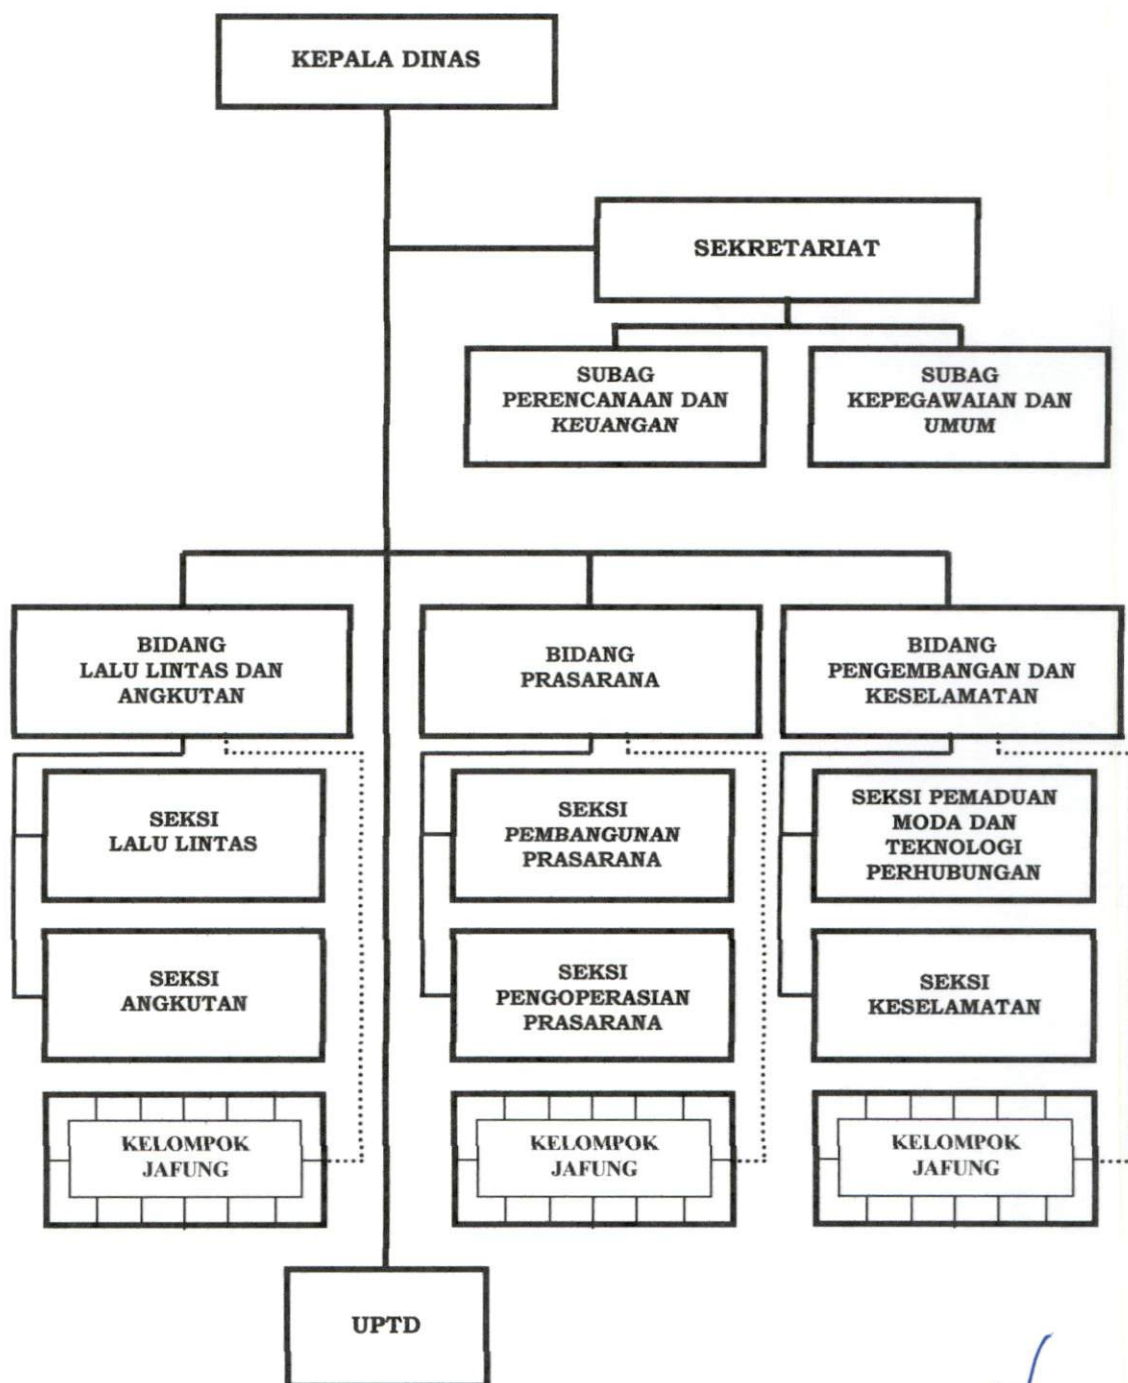 KEPALA DINAS
SEKRETARIAT
SUBAG
PERENCANAAN DAN
KEUANGAN
SUBAG
KEPEGAWAIAN DAN
UMUM
BIDANG
LALU LINTAS DAN
ANGKUTAN
BIDANG
PRASARANA
BIDANG
PENGEMBANGAN DAN
KESELAMATAN
SEKSI
LALU LINTAS
SEKSI
PEMBANGUNAN
PRASARANA
SEKSI PEMADUAN
MODA DAN
TEKNOLOGI
PERHUBUNGAN
SEKSI
ANGKUTAN
SEKSI
PENGOPERASIAN
PRASARANA
SEKSI
KESELAMATAN
KELOMPOK
JAFUNG
KELOMPOK
JAFUNG
KELOMPOK
JAFUNG
UPTD